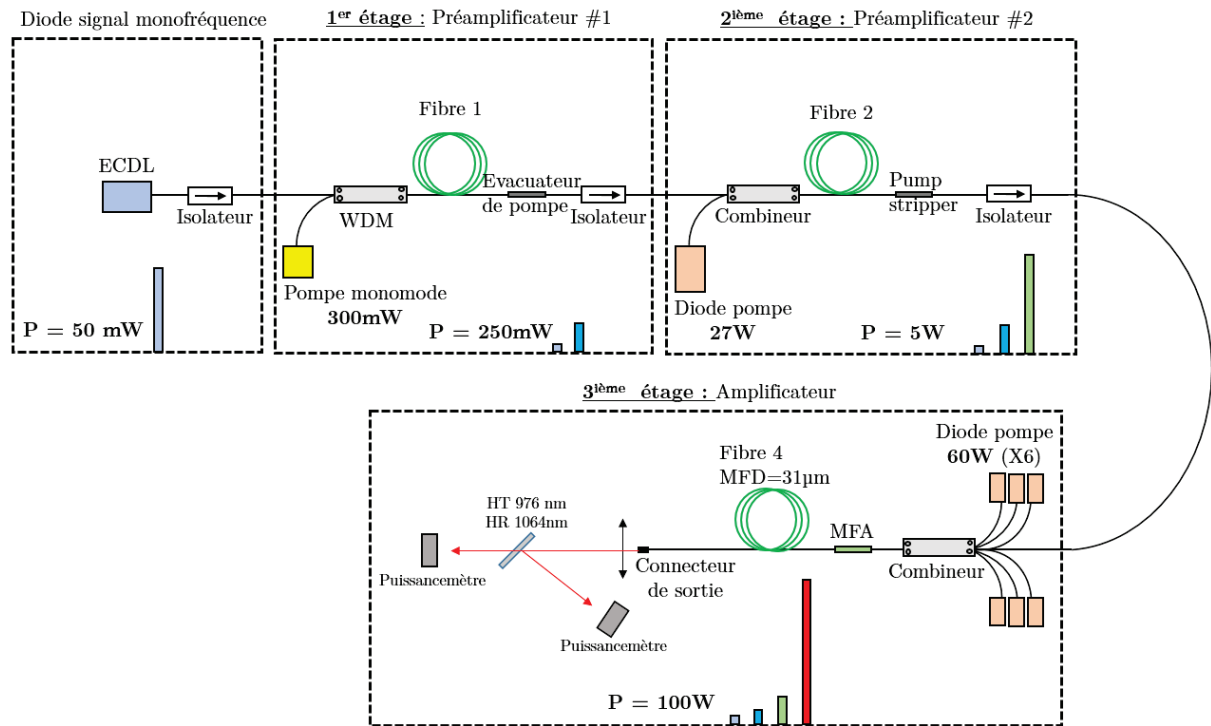 Diode signal monofréquence
1er étage : Préamplificateur #1
2ième étage : Préamplificateur #2
ECDL
Isolateur
P = 50 mW
Fibre 1
WDM
Evacuateur
de pompe
Isolateur
Pompe monomode
300mW
P = 250mW
Fibre 2
Combineur
Pump
stripper
Isolateur
Diode pompe
27W
P = 5W
3ième étage : Amplificateur
Diode pompe
60W (X6)
Fibre 4
MFD=31µm
HT 976 nm
HR 1064nm
MFA
Combineur
Connecteur
de sortie
Puissancemètre
Puissancemètre
P = 100W